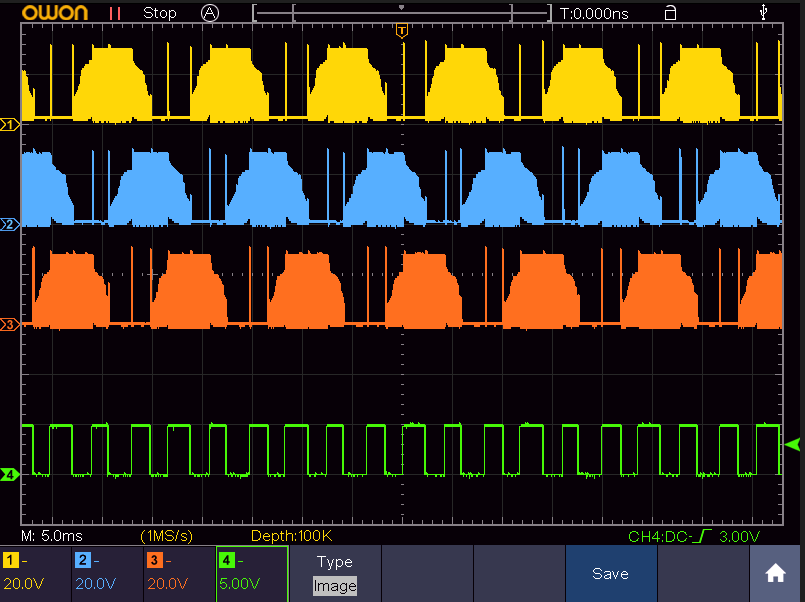 owon Stop A T:0.000ns
T
1
2
3
4
M: 5.0ms (1MS/s) Depth:100K CH4:DC- 3.00V
1 - 2 - 3 - 4 - Type
20.0V 20.0V 20.0V 5.00V Image Save